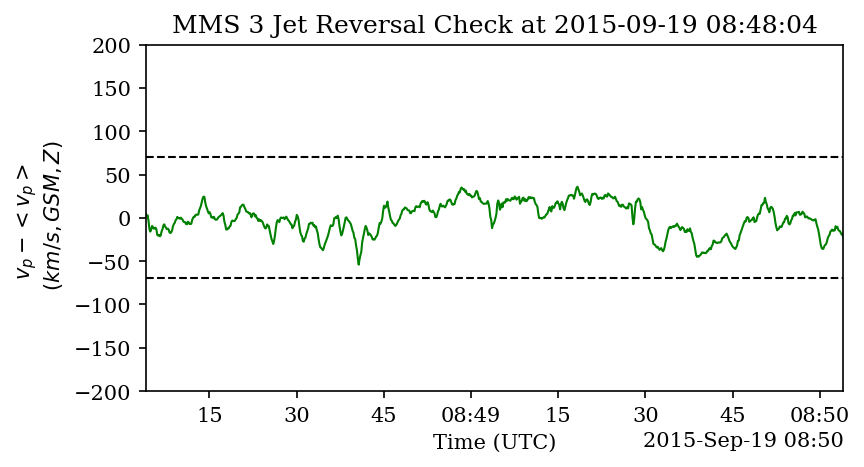 MMS 3 Jet Reversal Check at 2015-09-19 08:48:04
v_p - < v_p >
(km/s, GSM, Z)
200
150
100
50
0
−50
−100
−150
−200
15 30 45 08:49 15 30 45 08:50
Time (UTC)
2015-Sep-19 08:50